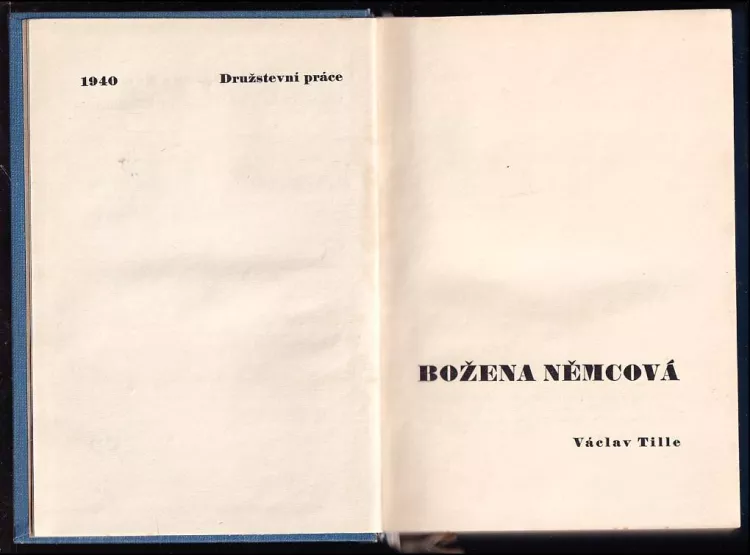 1940 Družstevní práce
BOŽENA NĚMCOVÁ
Václav Tille